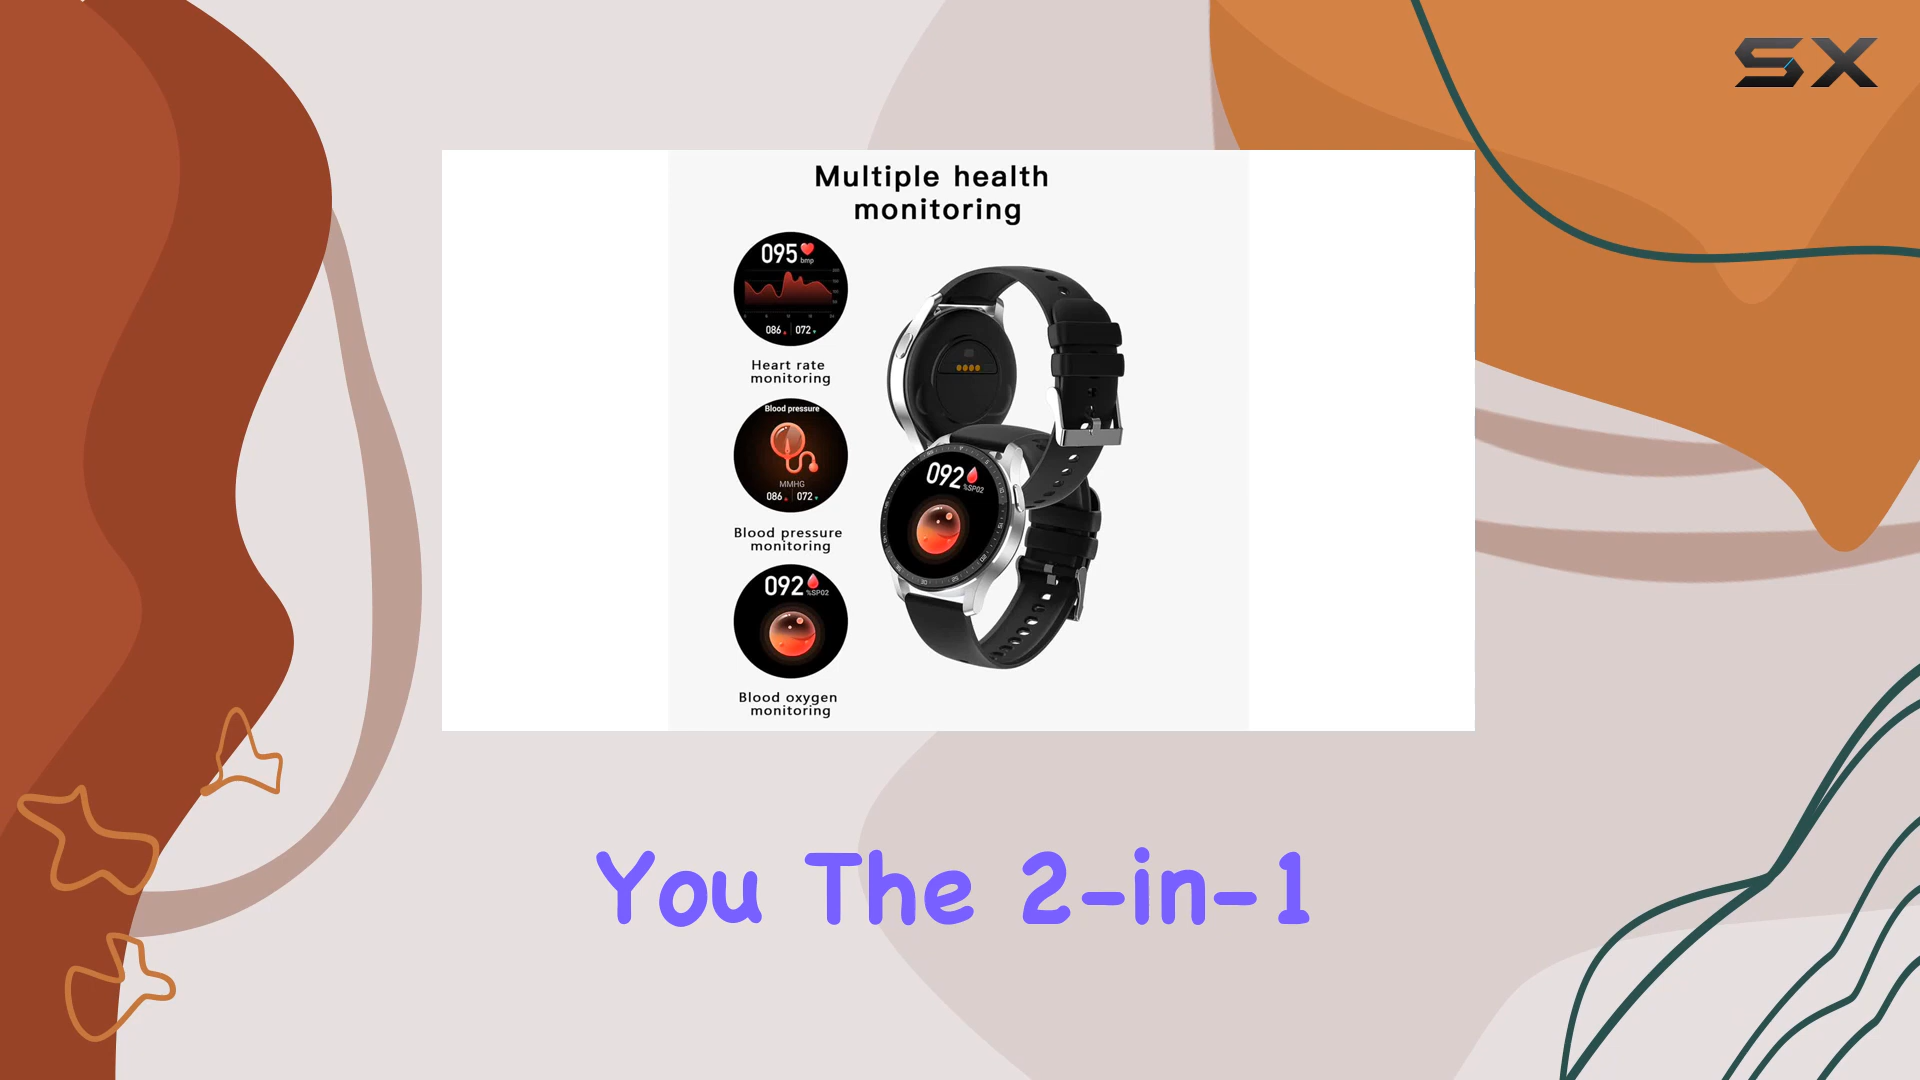 SX
Multiple health
monitoring
095
bmp
086 072
Heart rate
monitoring
Blood pressure
MMHG
086 072
Blood pressure
monitoring
092
%SP02
092
%SP02
Blood oxygen
monitoring
You The 2-in-1